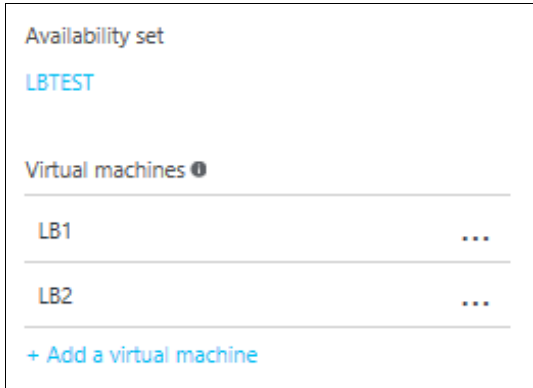 Availability set
LBTEST
Virtual machines
LB1 ...
LB2 ...
+ Add a virtual machine